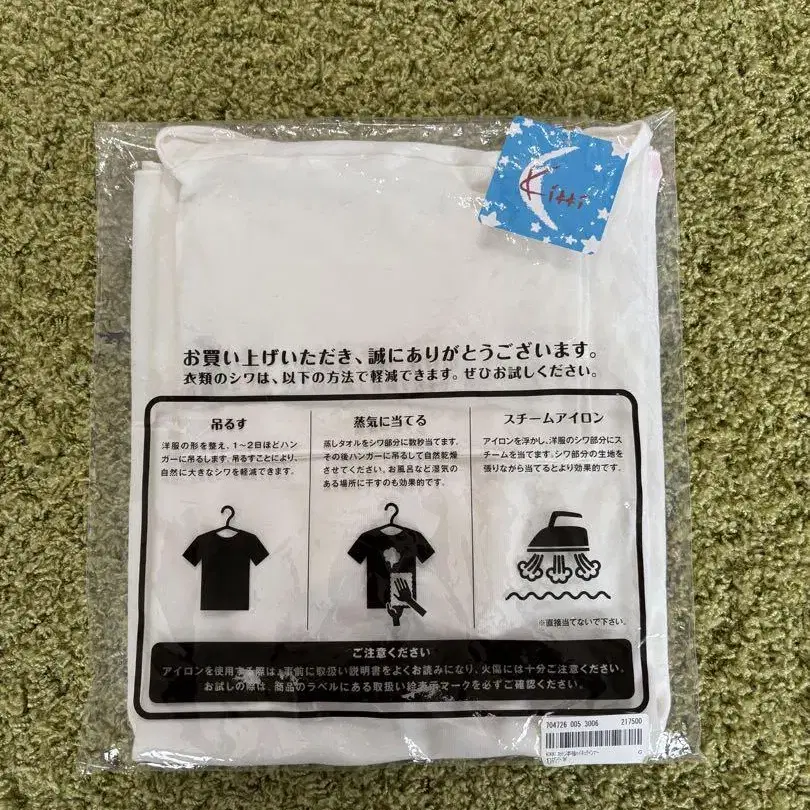 Kitti
お買い上げいただき、誠にありがとうございます。
衣類のシワは、以下の方法で軽減できます。ぜひお試しください。
吊るす
洋服の形を整え、1〜2日ほどハン
ガーに吊るします。吊るすことにより、
自然に大きなシワを軽減できます。
蒸気に当てる
蒸しタオルをシワ部分に数秒当てます。
その後ハンガーに吊るして自然乾燥
させてください。お風呂など湿気の
ある場所に干すのも効果的です。
スチームアイロン
アイロンを浮かし、洋服のシワ部分にス
チームを当てます。シワ部分の生地を
張りながら当てるとより効果的です。
※直接当てないで下さい。
ご注意ください
アイロンを使用する際は、事前に取扱い説明書をよくお読みになり、火傷には十分ご注意ください。
お試しの際は、商品のラベルにある取扱い絵表示マークを必ずご確認ください。
704726 005 3006 217500